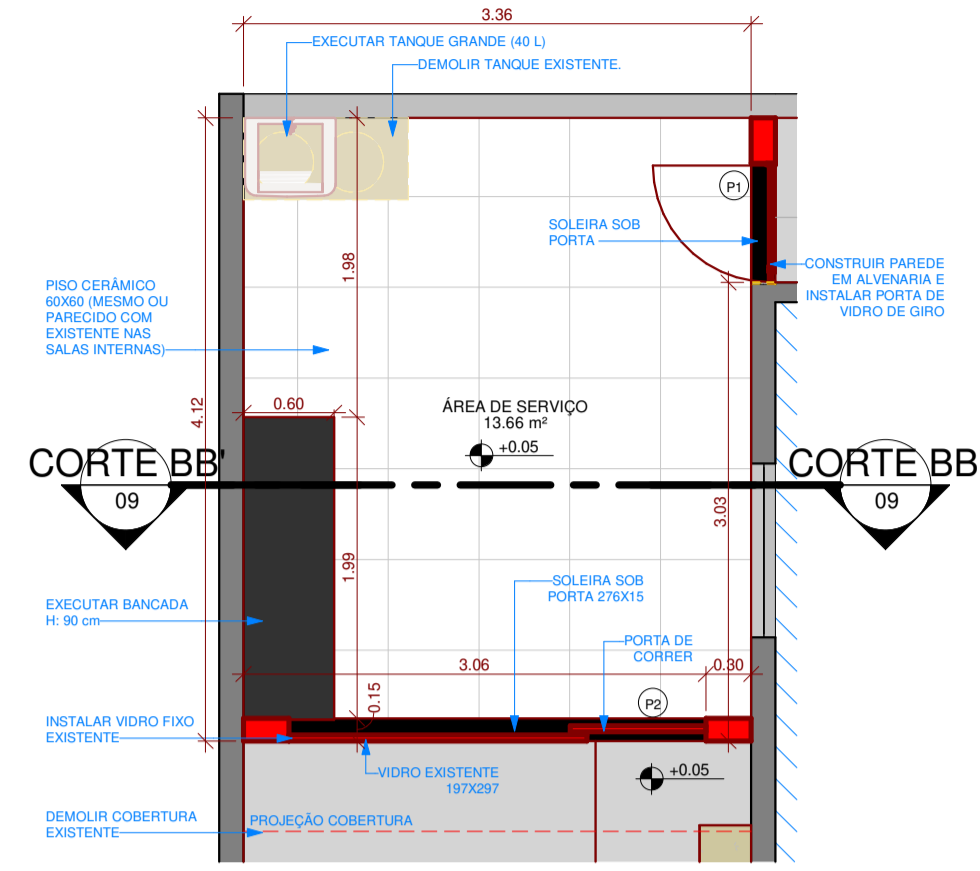 3.36
EXECUTAR TANQUE GRANDE (40 L)
DEMOLIR TANQUE EXISTENTE.
P1
SOLEIRA SOB
PORTA
CONSTRUIR PAREDE
EM ALVENARIA E
INSTALAR PORTA DE
VIDRO DE GIRO
1.98
PISO CERÂMICO
60X60 (MESMO OU
PARECIDO COM
EXISTENTE NAS
SALAS INTERNAS)
4.12
0.60
ÁREA DE SERVIÇO
13.66 m²
+0.05
CORTE BB'
09
CORTE BB
09
3.03
1.99
SOLEIRA SOB
PORTA 276X15
EXECUTAR BANCADA
H: 90 cm
PORTA DE
CORRER
3.06
0.30
0.15
P2
INSTALAR VIDRO FIXO
EXISTENTE
VIDRO EXISTENTE
197X297
+0.05
DEMOLIR COBERTURA
EXISTENTE
PROJEÇÃO COBERTURA